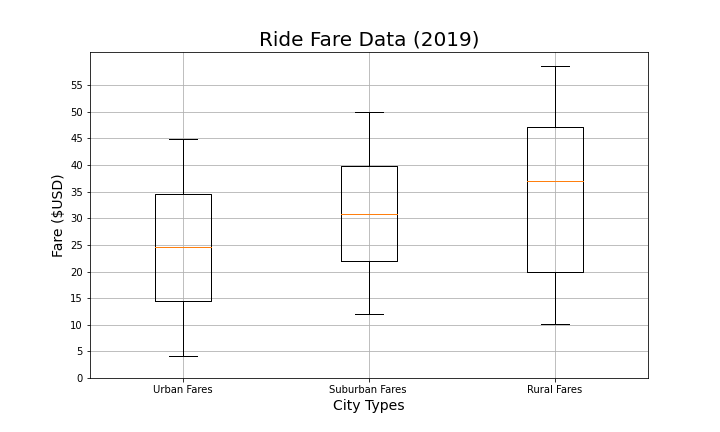 Ride Fare Data (2019)
Fare ($USD)
55
50
45
40
35
30
25
20
15
10
5
0
Urban Fares
Suburban Fares
Rural Fares
City Types